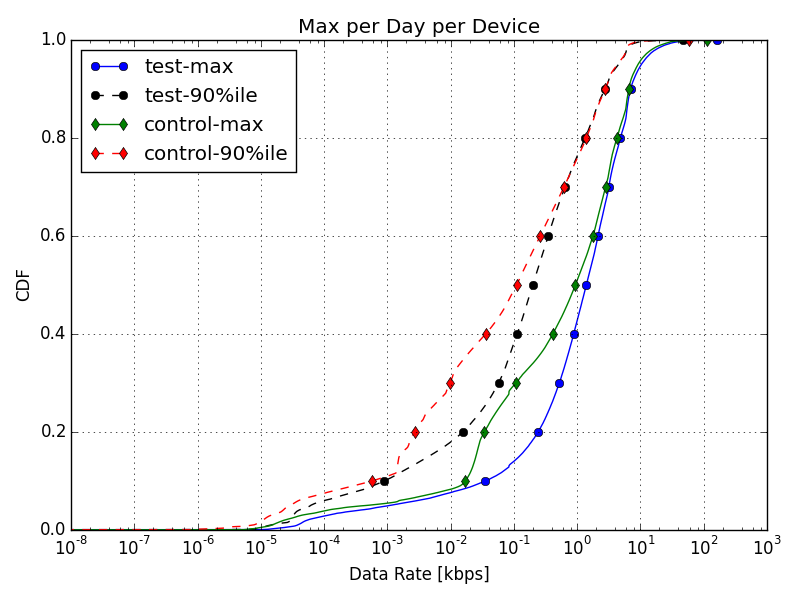 Max per Day per Device
test-max
test-90%ile
control-max
control-90%ile
CDF
1.0
0.8
0.6
0.4
0.2
0.0
10^-8 10^-7 10^-6 10^-5 10^-4 10^-3 10^-2 10^-1 10^0 10^1 10^2 10^3
Data Rate [kbps]